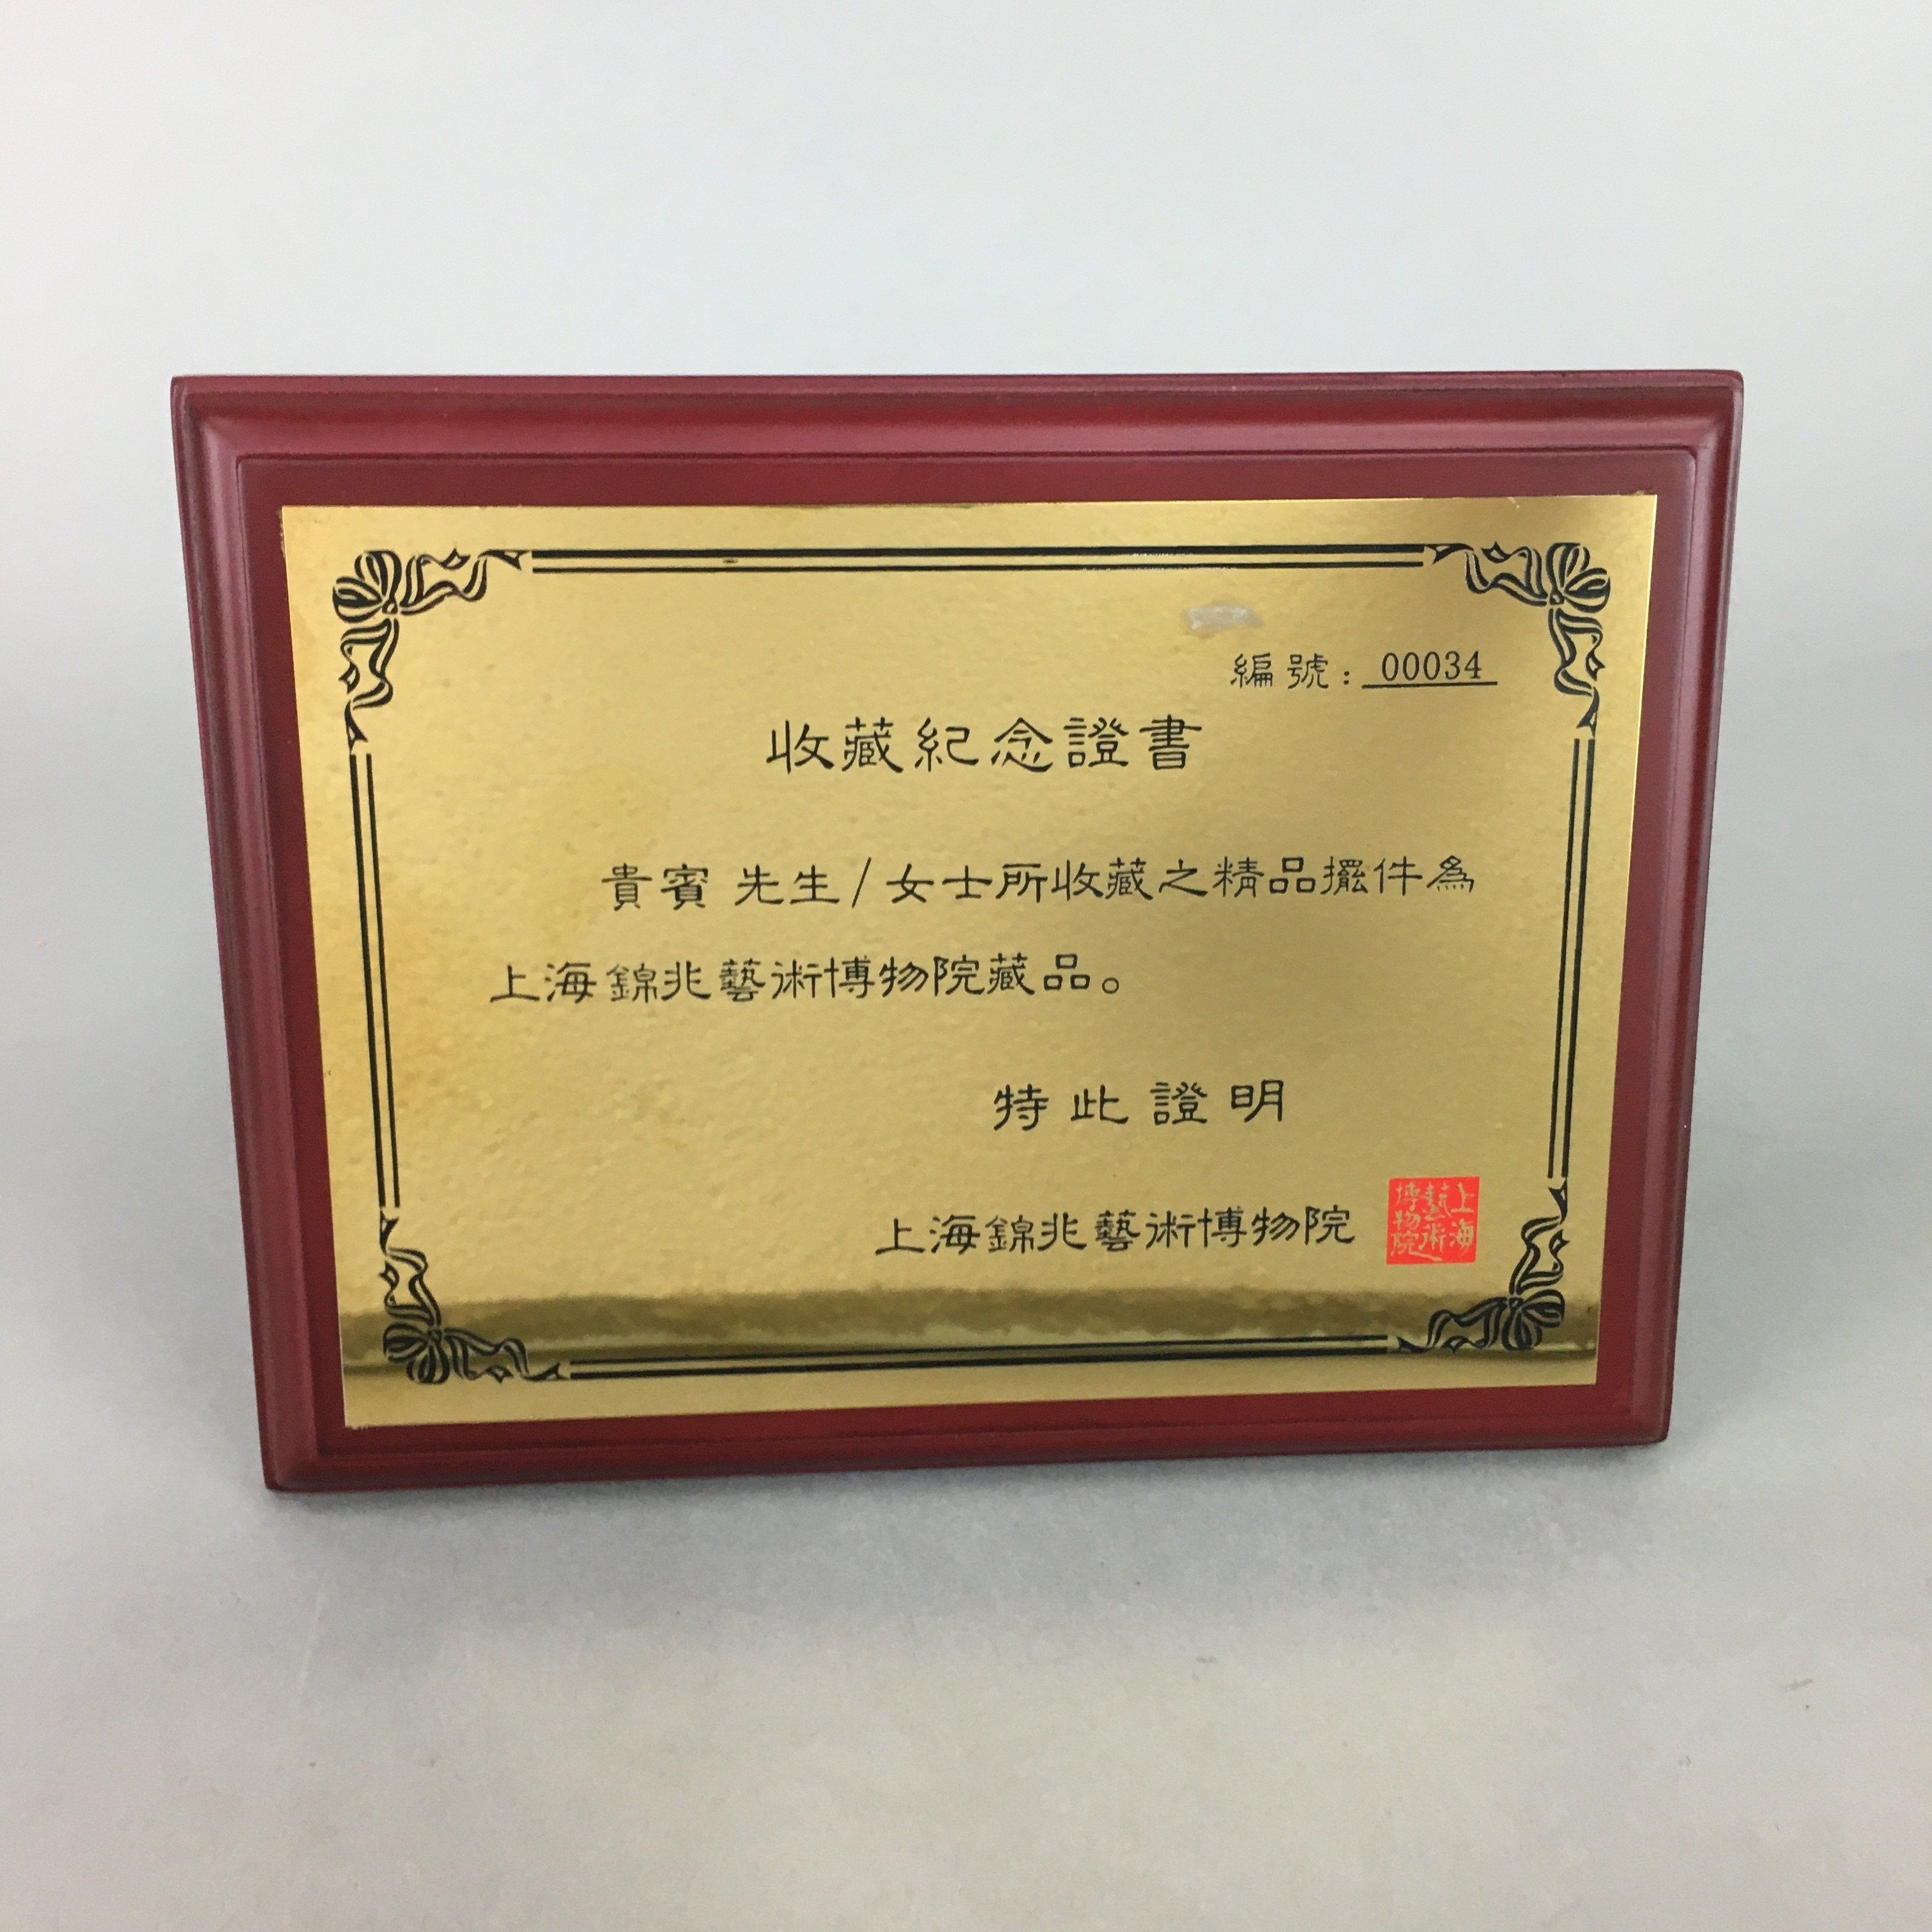 編號：00034
收藏紀念證書
貴賓 先生/女士所收藏之精品擺件為
上海錦兆藝術博物院藏品。
特此證明
上海錦兆藝術博物院
上海
藝術
博物院